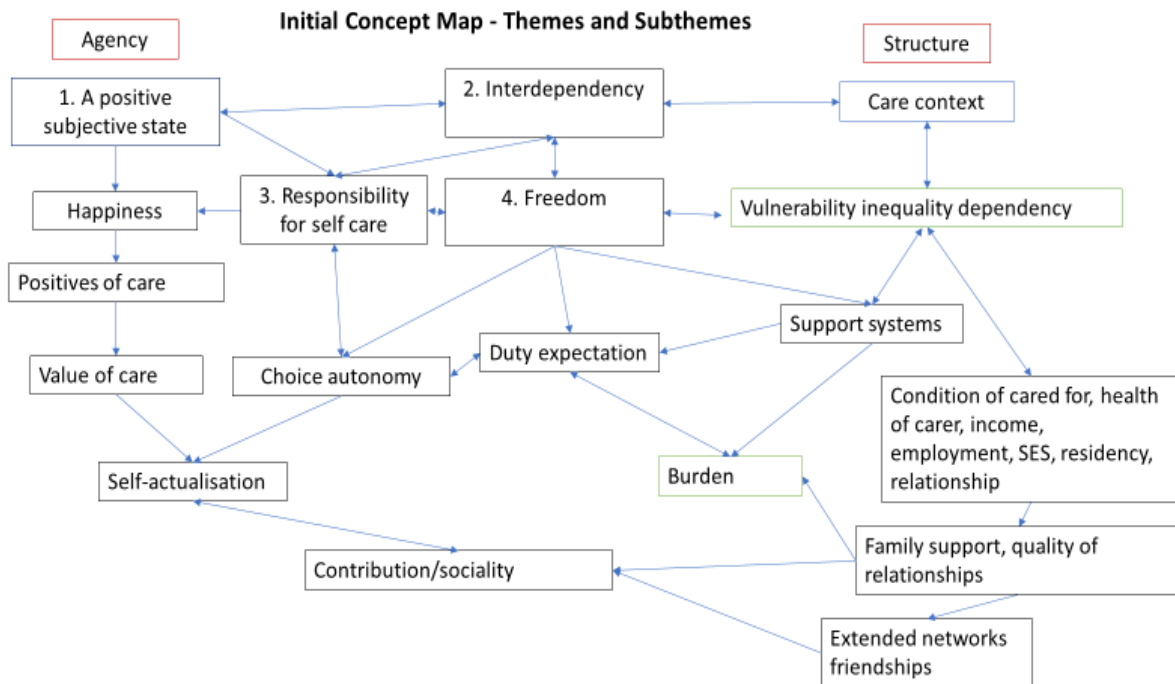 Initial Concept Map - Themes and Subthemes
Agency
Structure
1. A positive
subjective state
2. Interdependency
Care context
Happiness
3. Responsibility
for self care
4. Freedom
Vulnerability inequality dependency
Positives of care
Support systems
Value of care
Choice autonomy
Duty expectation
Condition of cared for, health
of carer, income,
employment, SES, residency,
relationship
Self-actualisation
Burden
Family support, quality of
relationships
Contribution/sociality
Extended networks
friendships